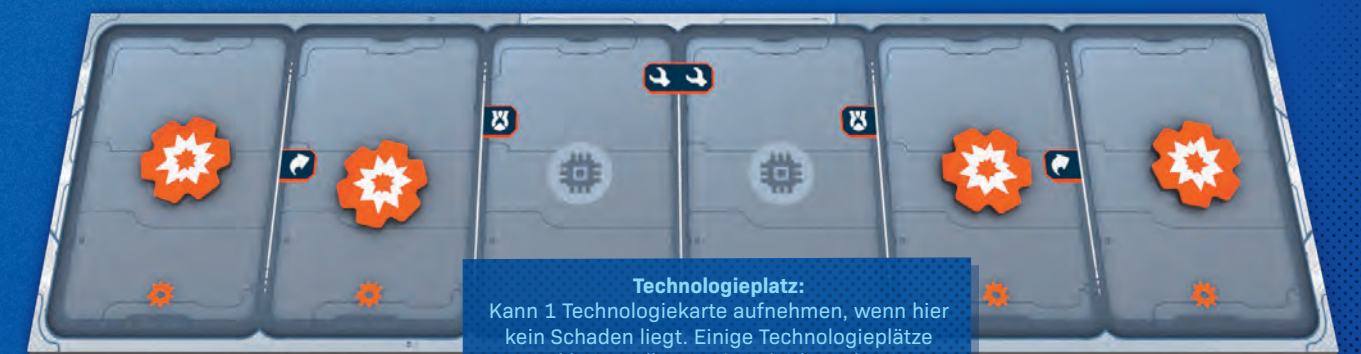 Technologieplatz:
Kann 1 Technologiekarte aufnehmen, wenn hier
kein Schaden liegt. Einige Technologieplätze